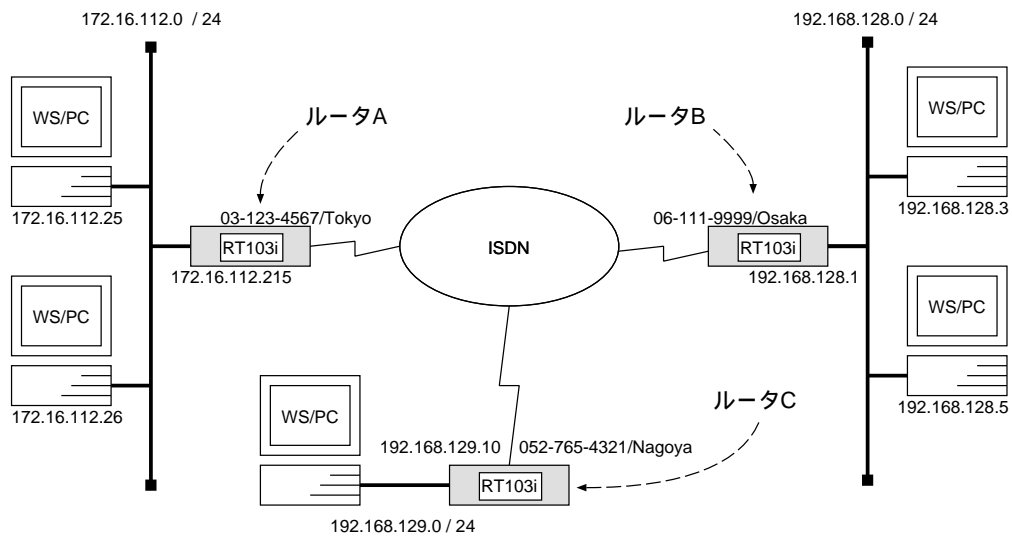 172.16.112.0 / 24
192.168.128.0 / 24
WS/PC
ルータA
ルータB
WS/PC
172.16.112.25
03-123-4567/Tokyo
06-111-9999/Osaka
192.168.128.3
RT103i
ISDN
RT103i
172.16.112.215
192.168.128.1
WS/PC
WS/PC
172.16.112.26
WS/PC
ルータC
192.168.128.5
192.168.129.10
052-765-4321/Nagoya
RT103i
192.168.129.0 / 24